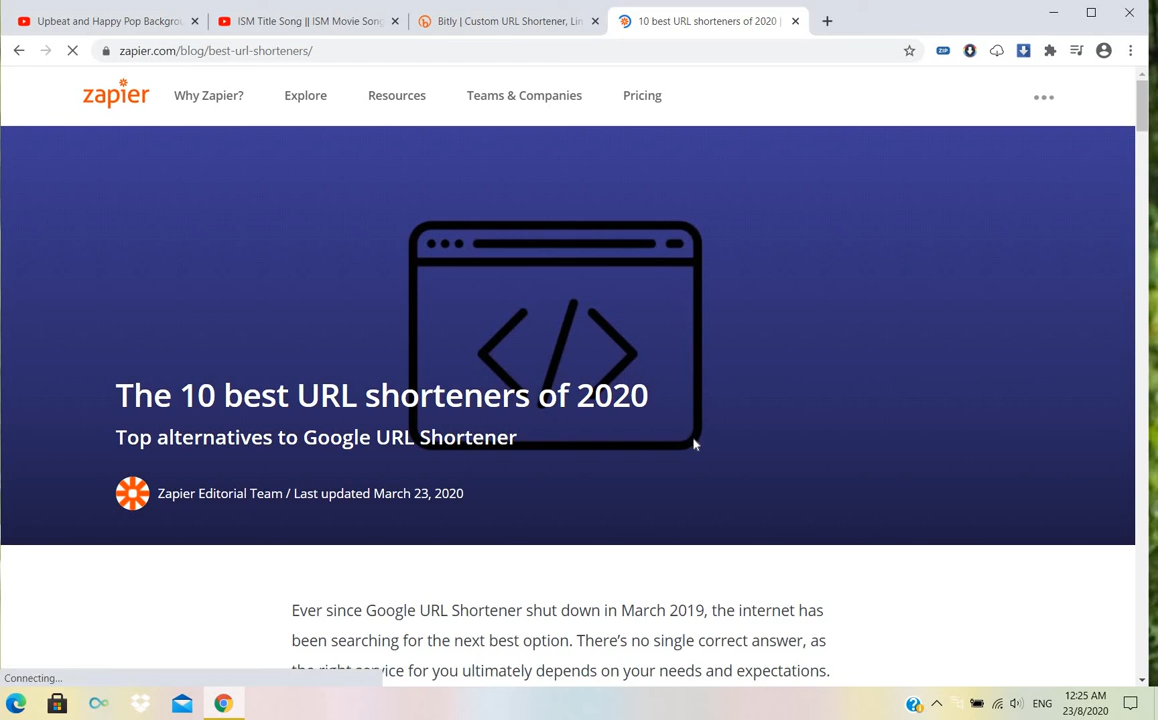 Upbeat and Happy Pop Backgrou
ISM Title Song || ISM Movie Song
Bitly | Custom URL Shortener, Lin
10 best URL shorteners of 2020 |
zapier.com/blog/best-url-shorteners/
ZIP
zapier
Why Zapier?
Explore
Resources
Teams & Companies
Pricing
The 10 best URL shorteners of 2020
Top alternatives to Google URL Shortener
Zapier Editorial Team / Last updated March 23, 2020
Ever since Google URL Shortener shut down in March 2019, the internet has
been searching for the next best option. There's no single correct answer, as
the right service for you ultimately depends on your needs and expectations.
Connecting...
ENG
12:25 AM
23/8/2020